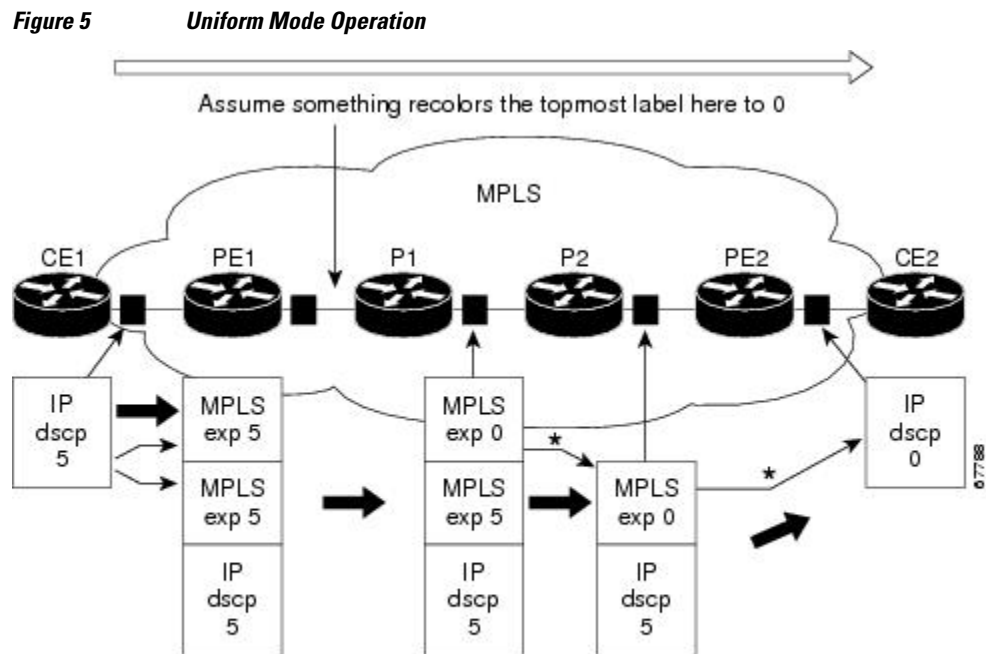 Figure 5 Uniform Mode Operation
Assume something recolors the topmost label here to 0
MPLS
CE1 PE1 P1 P2 PE2 CE2
IP
dscp
5
MPLS
exp 5
MPLS
exp 5
IP
dscp
5
MPLS
exp 0
MPLS
exp 5
IP
dscp
5
*
MPLS
exp 0
IP
dscp
5
*
IP
dscp
0
67788